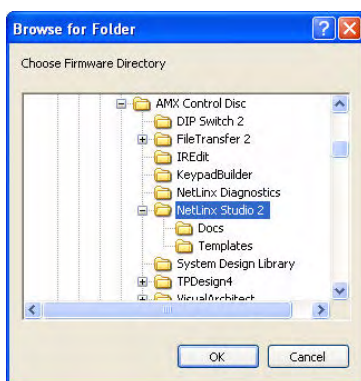 Browse for Folder
Choose Firmware Directory
AMX Control Disc
DIP Switch 2
FileTransfer 2
IREdit
KeypadBuilder
NetLinx Diagnostics
NetLinx Studio 2
Docs
Templates
System Design Library
TPDesign4
VisualArchitect
OK
Cancel